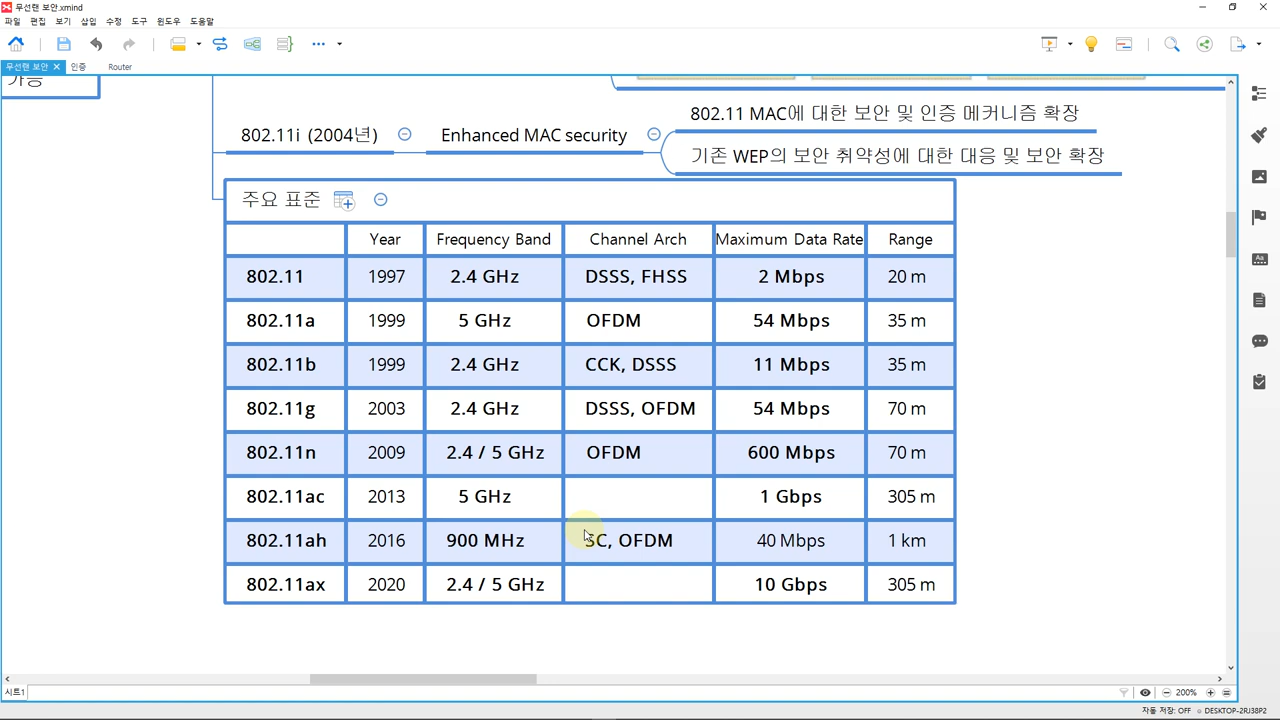 무선랜 보안.xmind
파일 편집 보기 삽입 수정 도구 윈도우 도움말
무선랜 보안 인증 Router
가능
802.11i (2004년) Enhanced MAC security
802.11 MAC에 대한 보안 및 인증 메커니즘 확장
기존 WEP의 보안 취약성에 대한 대응 및 보안 확장
주요 표준
Year Frequency Band Channel Arch Maximum Data Rate Range
802.11 1997 2.4 GHz DSSS, FHSS 2 Mbps 20 m
802.11a 1999 5 GHz OFDM 54 Mbps 35 m
802.11b 1999 2.4 GHz CCK, DSSS 11 Mbps 35 m
802.11g 2003 2.4 GHz DSSS, OFDM 54 Mbps 70 m
802.11n 2009 2.4 / 5 GHz OFDM 600 Mbps 70 m
802.11ac 2013 5 GHz 1 Gbps 305 m
802.11ah 2016 900 MHz SC, OFDM 40 Mbps 1 km
802.11ax 2020 2.4 / 5 GHz 10 Gbps 305 m
시트1
200%
자동 저장: OFF DESKTOP-2RJ38P2